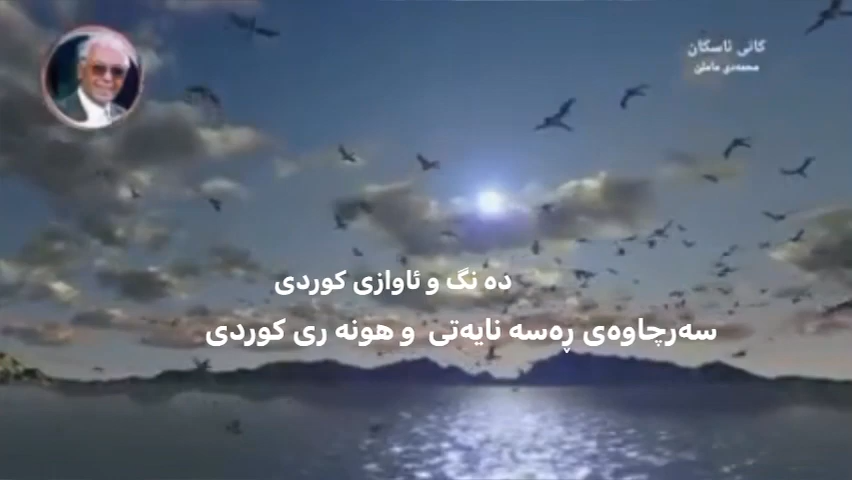 کانی ئاسکان
محمەدی ماملێ
دە نگ و ئاوازی کوردی
سەرچاوەی ڕەسە نایەتی و هونە ری کوردی